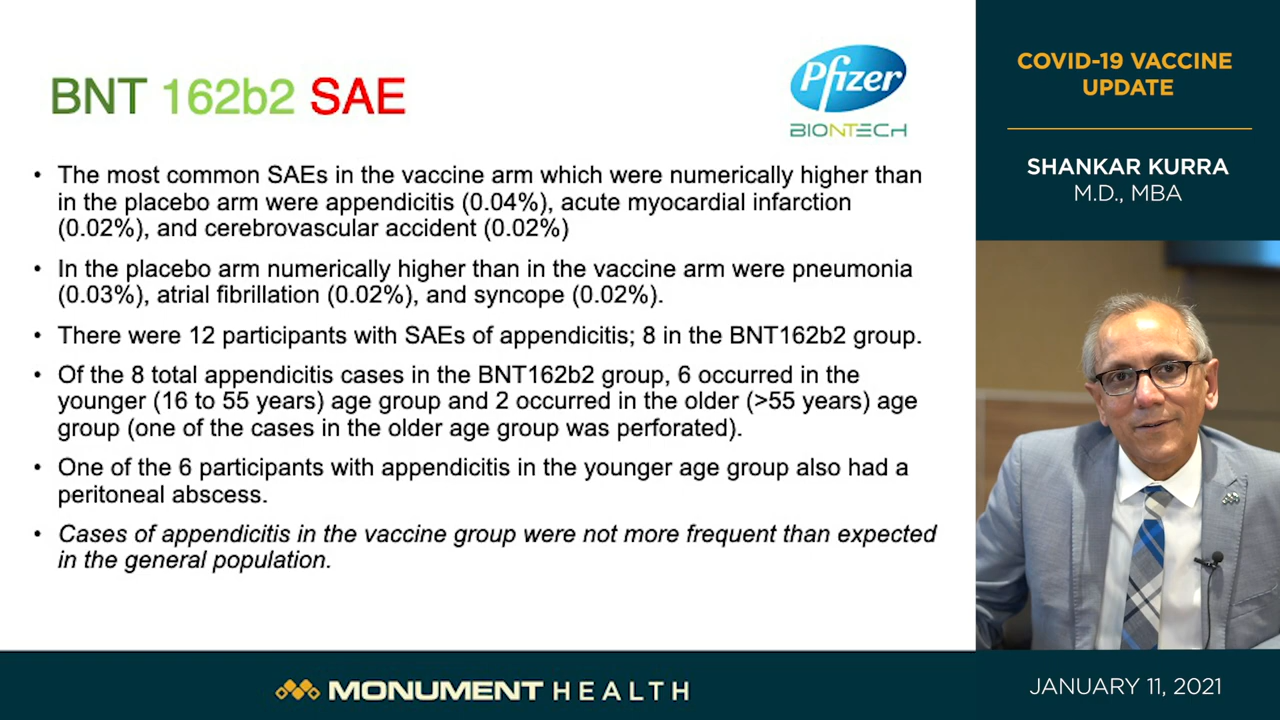 BNT 162b2 SAE
Pfizer
BIONTECH
• The most common SAEs in the vaccine arm which were numerically higher than
in the placebo arm were appendicitis (0.04%), acute myocardial infarction
(0.02%), and cerebrovascular accident (0.02%)
• In the placebo arm numerically higher than in the vaccine arm were pneumonia
(0.03%), atrial fibrillation (0.02%), and syncope (0.02%).
• There were 12 participants with SAEs of appendicitis; 8 in the BNT162b2 group.
• Of the 8 total appendicitis cases in the BNT162b2 group, 6 occurred in the
younger (16 to 55 years) age group and 2 occurred in the older (>55 years) age
group (one of the cases in the older age group was perforated).
• One of the 6 participants with appendicitis in the younger age group also had a
peritoneal abscess.
• Cases of appendicitis in the vaccine group were not more frequent than expected
in the general population.
COVID-19 VACCINE
UPDATE
SHANKAR KURRA
M.D., MBA
MONUMENT HEALTH
JANUARY 11, 2021